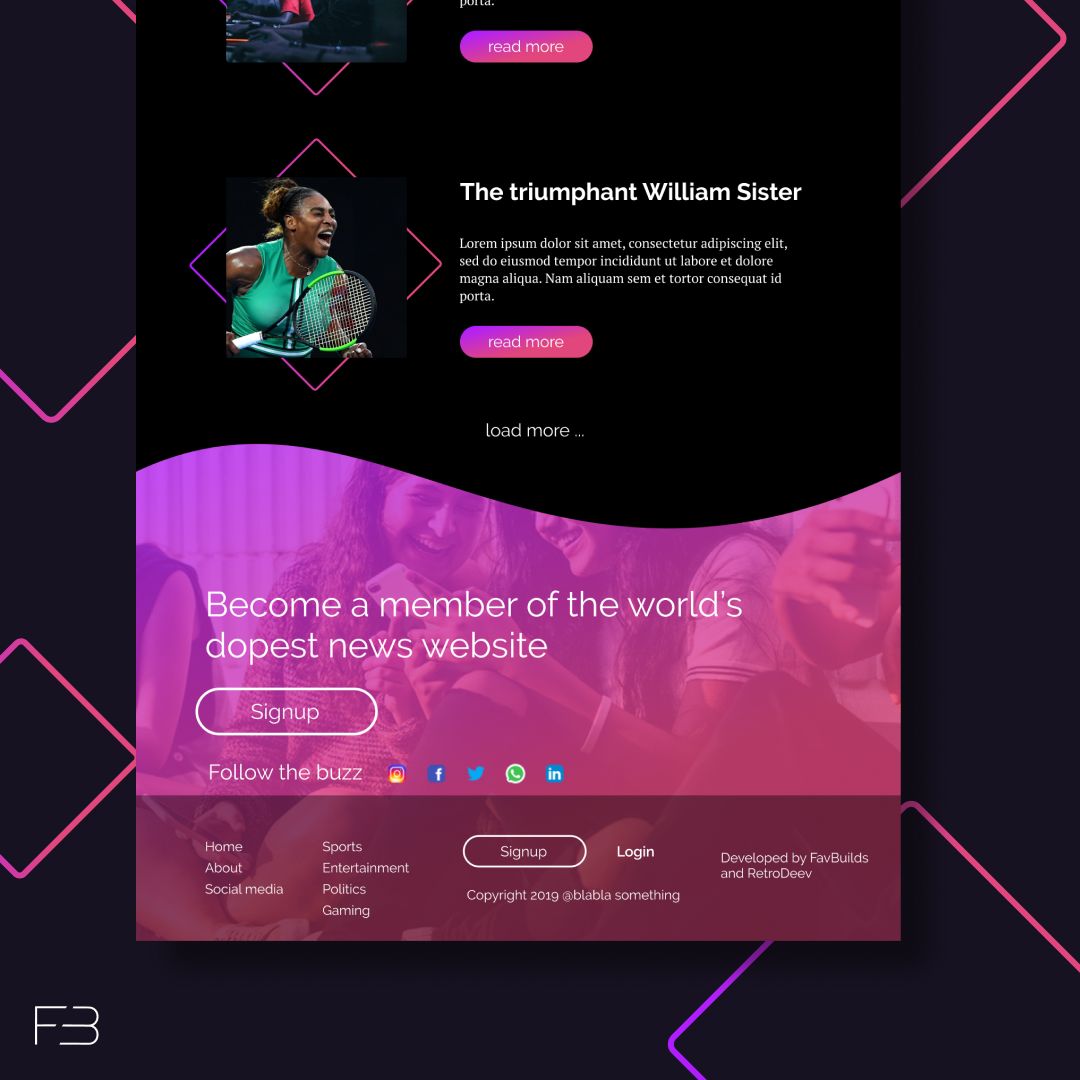 porta.
read more
The triumphant William Sister
Lorem ipsum dolor sit amet, consectetur adipiscing elit,
sed do eiusmod tempor incididunt ut labore et dolore
magna aliqua. Nam aliquam sem et tortor consequat id
porta.
read more
load more ...
Become a member of the world's
dopest news website
Signup
Follow the buzz
Home
About
Social media
Sports
Entertainment
Politics
Gaming
Signup
Login
Copyright 2019 @blabla something
Developed by FavBuilds
and RetroDeev
FB